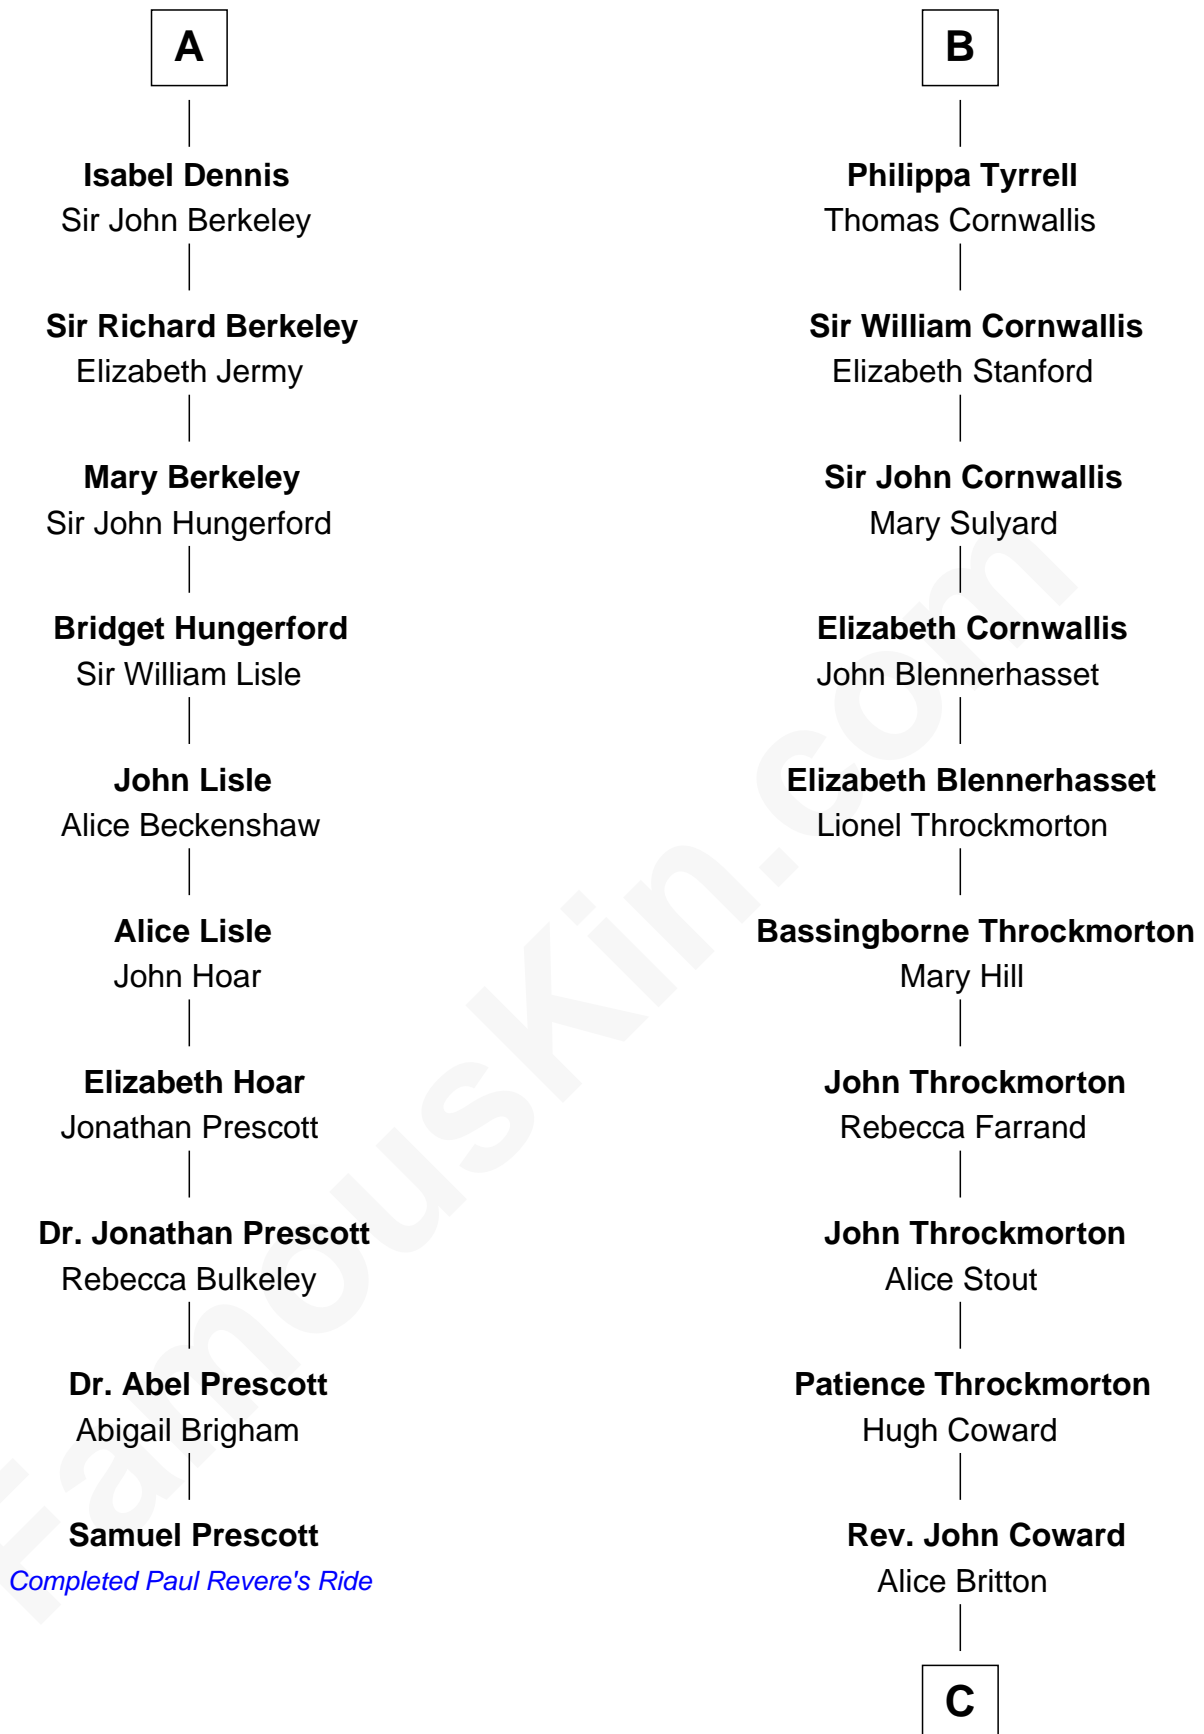 A
Isabel Dennis
Sir John Berkeley
Sir Richard Berkeley
Elizabeth Jermy
Mary Berkeley
Sir John Hungerford
Bridget Hungerford
Sir William Lisle
John Lisle
Alice Beckenshaw
Alice Lisle
John Hoar
Elizabeth Hoar
Jonathan Prescott
Dr. Jonathan Prescott
Rebecca Bulkeley
Dr. Abel Prescott
Abigail Brigham
Samuel Prescott
Completed Paul Revere's Ride
B
Philippa Tyrrell
Thomas Cornwallis
Sir William Cornwallis
Elizabeth Stanford
Sir John Cornwallis
Mary Sulyard
Elizabeth Cornwallis
John Blennerhasset
Elizabeth Blennerhasset
Lionel Throckmorton
Bassingborne Throckmorton
Mary Hill
John Throckmorton
Rebecca Farrand
John Throckmorton
Alice Stout
Patience Throckmorton
Hugh Coward
Rev. John Coward
Alice Britton
C
FamousKin.com